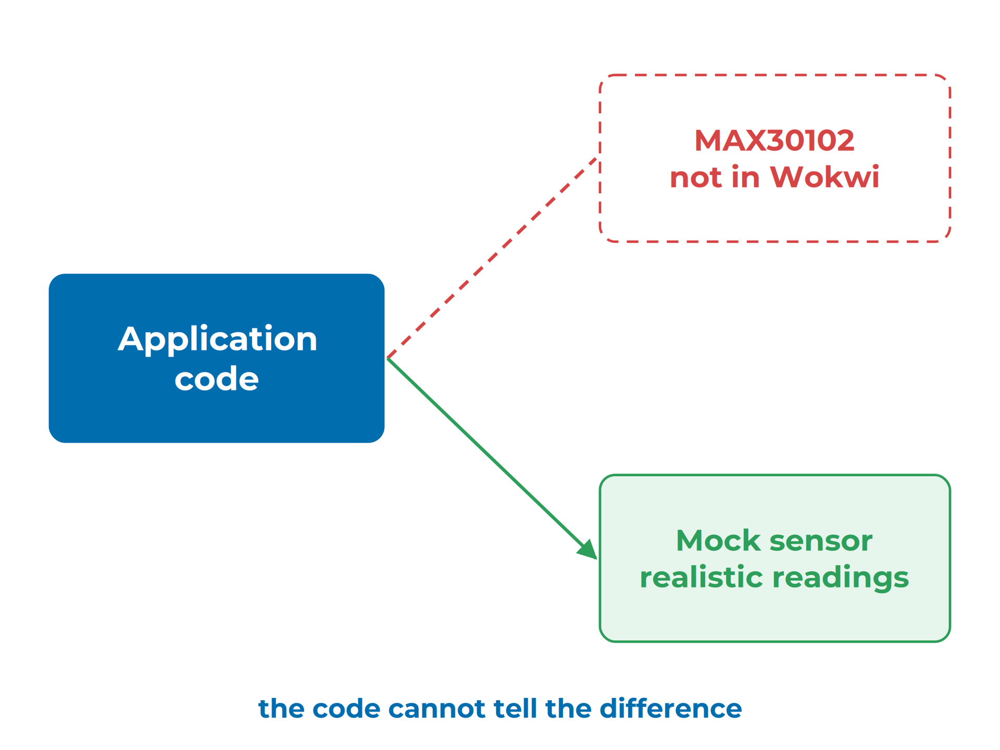 MAX30102
not in Wokwi
Application
code
Mock sensor
realistic readings
the code cannot tell the difference